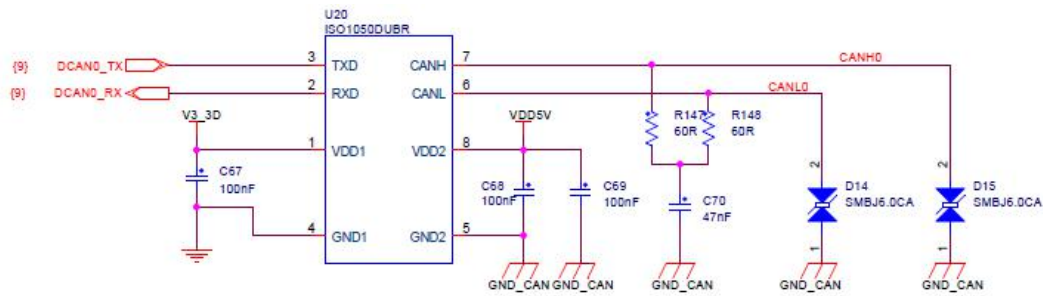 U20
ISO1050DUBR
{9} DCAN0_TX 3 TXD CANH 7 CANH0
{9} DCAN0_RX 2 RXD CANL 6 CANL0
V3_3D VDD5V R147 R148
60R 60R
1 VDD1 VDD2 8
2 2
C67 C68 C69 C70 D14 D15
100nF 100nF 100nF 47nF SMBJ6.0CA SMBJ6.0CA
4 GND1 GND2 5
1 1
GND_CAN GND_CAN GND_CAN GND_CAN GND_CAN